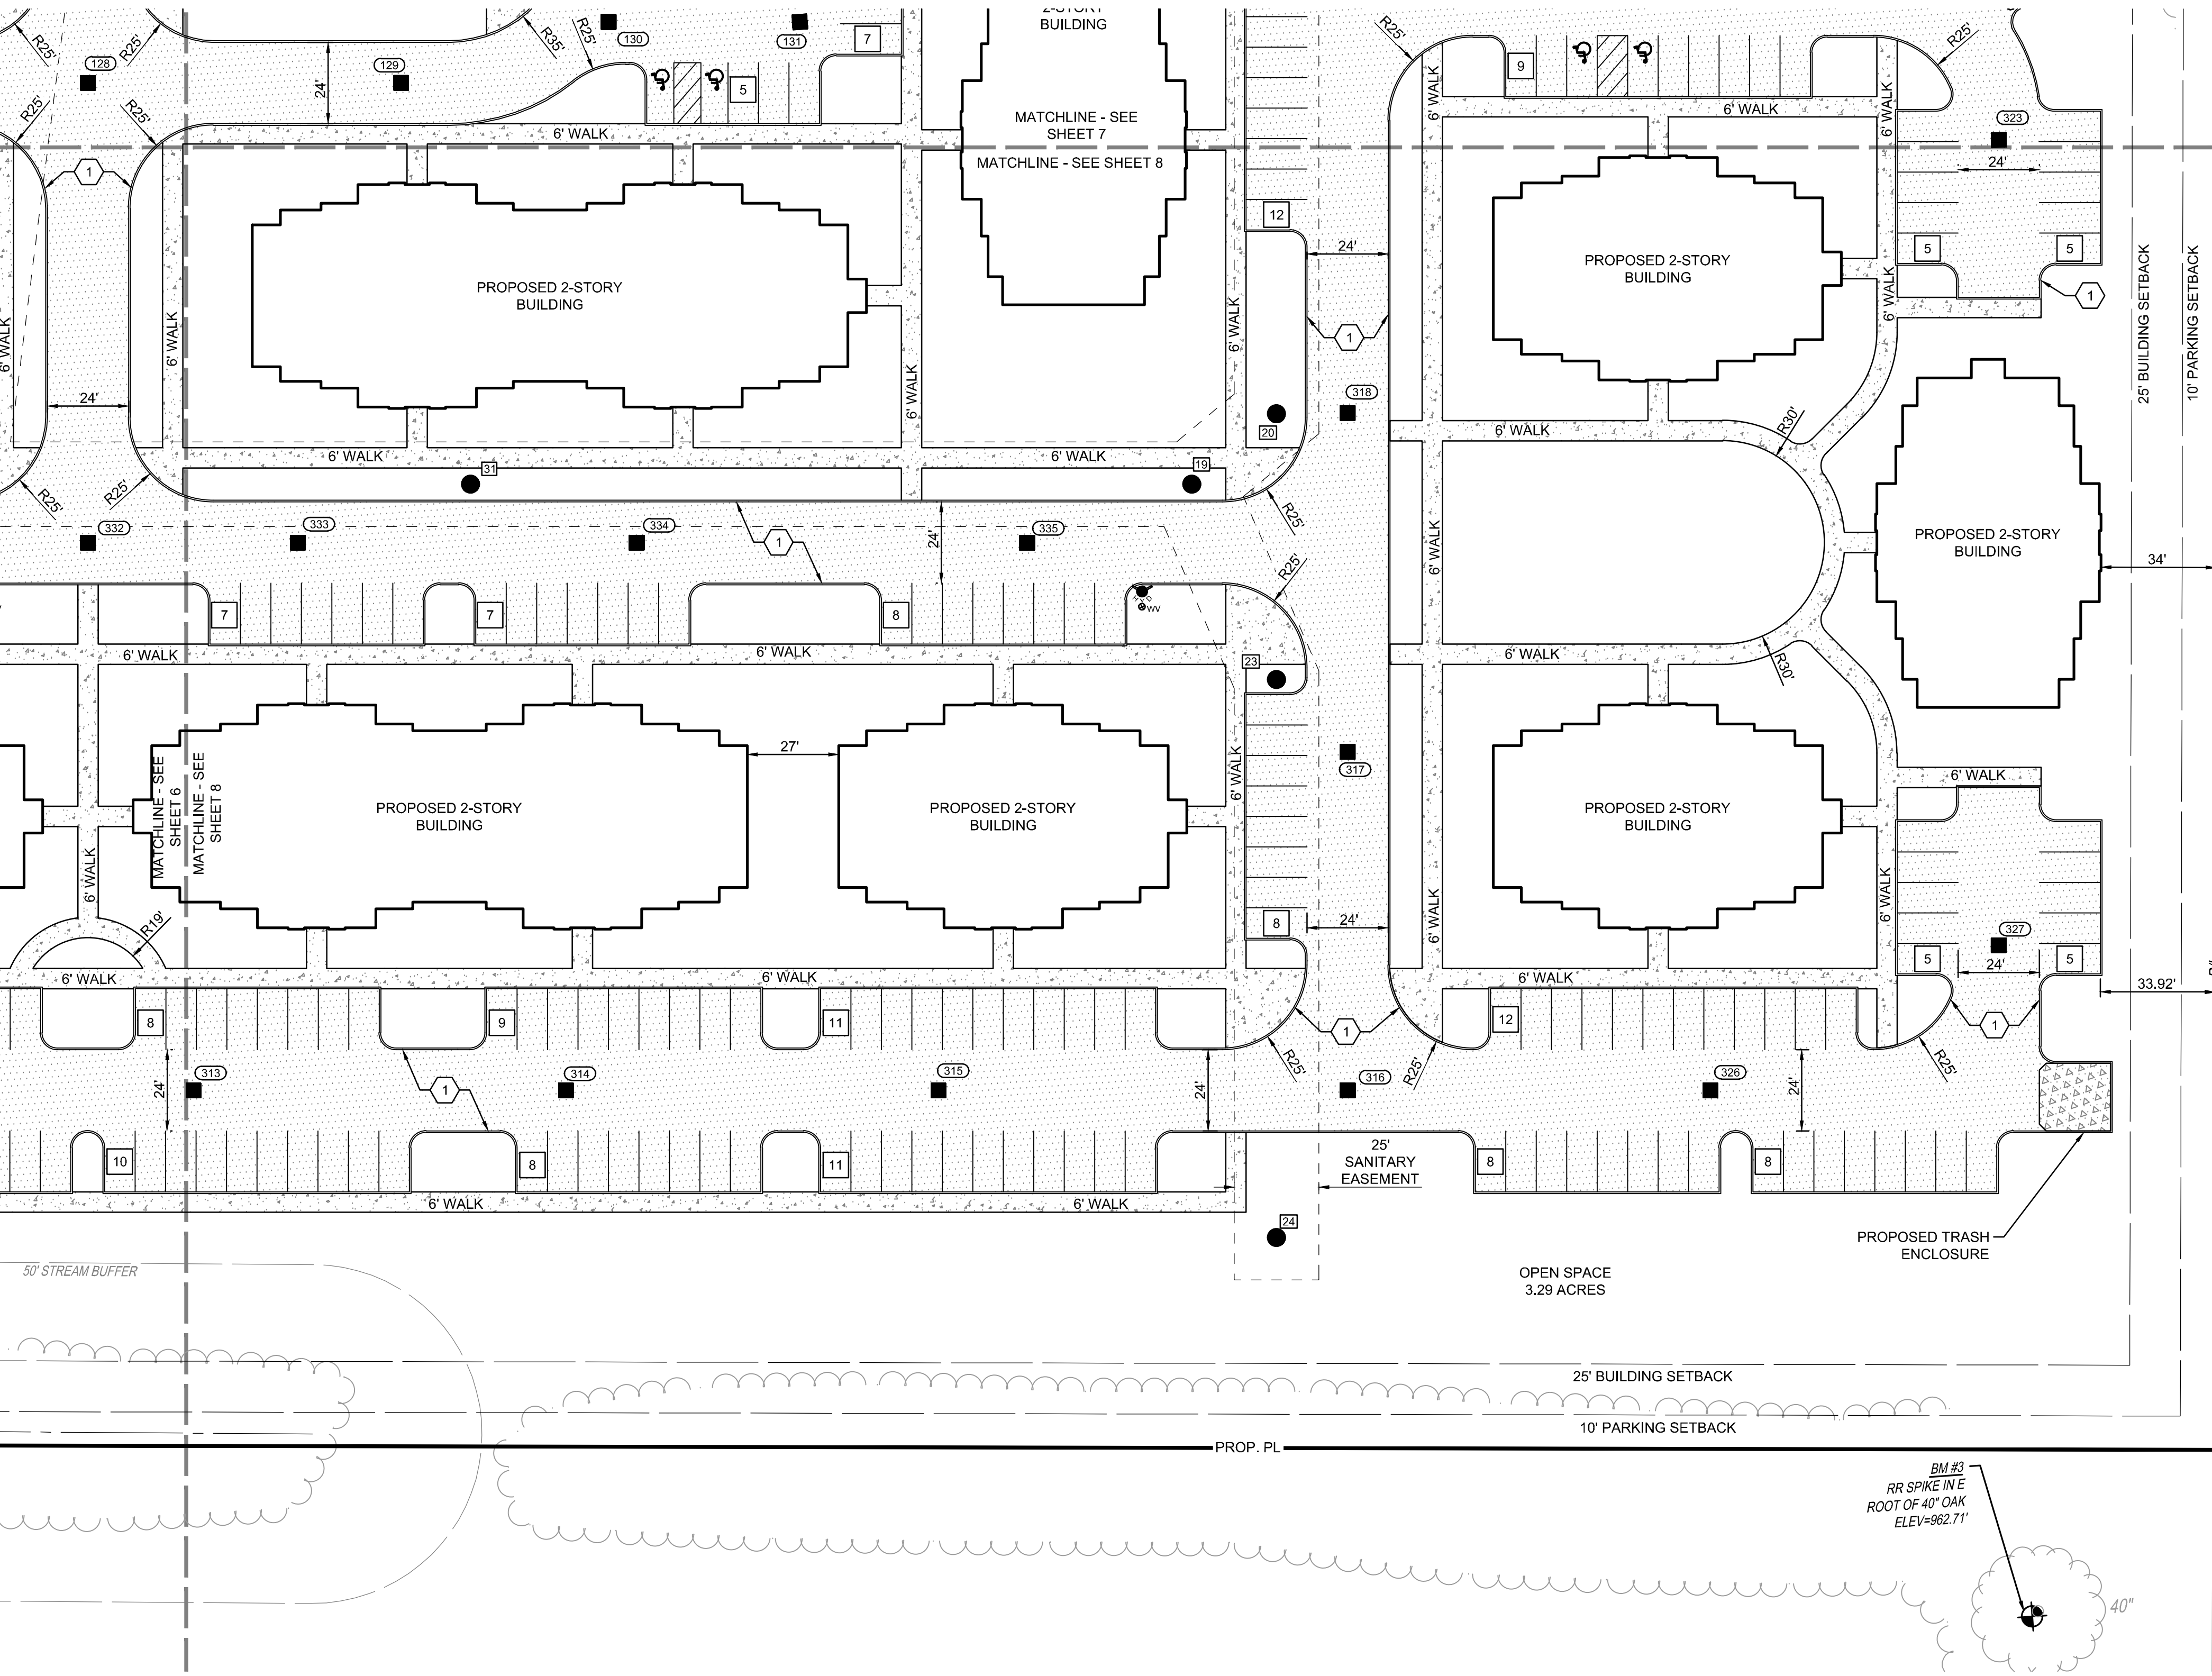 2-STORY
BUILDING
R25'
R25'
R35'
R25'
130
131
7
R25'
9
R25'
128
129
24'
5
6' WALK
6' WALK
R25'
R25'
6' WALK
MATCHLINE - SEE
SHEET 7
MATCHLINE - SEE SHEET 8
6' WALK
323
24'
1
12
24'
5
5
PROPOSED 2-STORY
BUILDING
PROPOSED 2-STORY
BUILDING
25' BUILDING SETBACK
10' PARKING SETBACK
6' WALK
6' WALK
6' WALK
6' WALK
1
1
6' WALK
24'
318
20
6' WALK
R30'
6' WALK
6' WALK
31
19
R25'
R25'
R25'
332
333
334
335
1
24'
6' WALK
R25'
PROPOSED 2-STORY
BUILDING
34'
7
7
8
HYD
WV
6' WALK
6' WALK
23
6' WALK
R30'
27'
6' WALK
317
6' WALK
MATCHLINE - SEE
SHEET 6
MATCHLINE - SEE
SHEET 8
PROPOSED 2-STORY
BUILDING
PROPOSED 2-STORY
BUILDING
PROPOSED 2-STORY
BUILDING
6' WALK
R19'
8
24'
6' WALK
6' WALK
327
5
24'
5
6' WALK
6' WALK
6' WALK
33.92'
8
9
11
1
12
1
24'
313
314
1
315
24'
R25'
316
R25'
326
24'
R25'
10
8
11
25'
SANITARY
EASEMENT
8
8
6' WALK
6' WALK
24
PROPOSED TRASH
ENCLOSURE
50' STREAM BUFFER
OPEN SPACE
3.29 ACRES
25' BUILDING SETBACK
10' PARKING SETBACK
PROP. PL
BM #3
RR SPIKE IN E
ROOT OF 40" OAK
ELEV=962.71'
40"